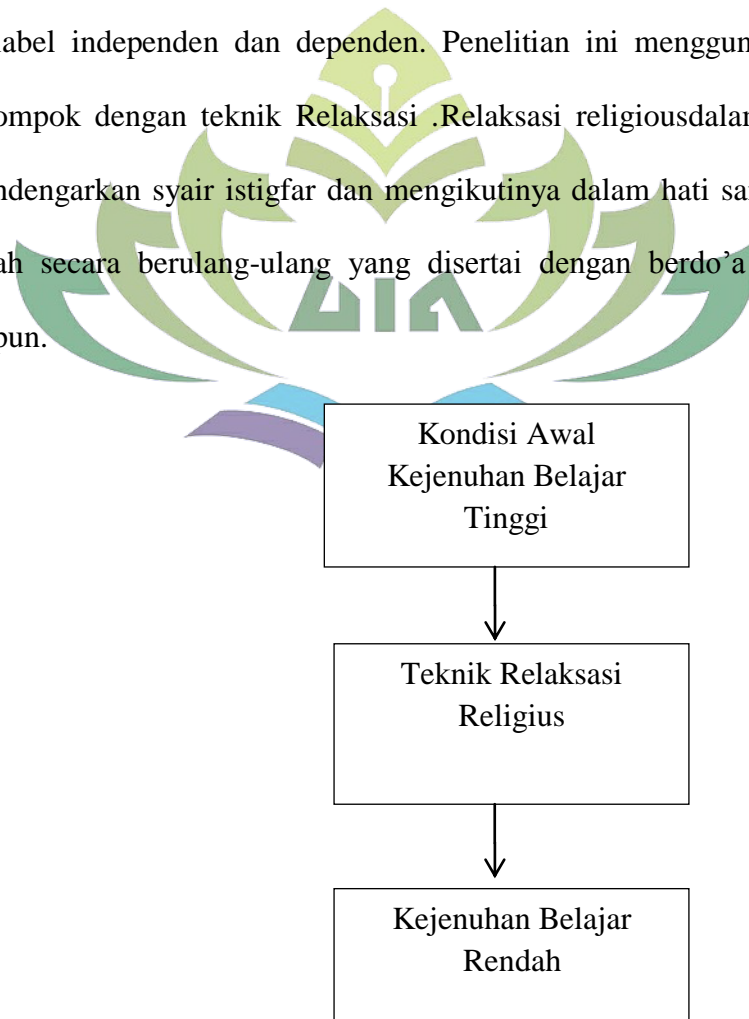 abel independen dan dependen. Penelitian ini menggun
ompok dengan teknik Relaksasi .Relaksasi religiousdalan
ndengarkan syair istigfar dan mengikutinya dalam hati sa
ah secara berulang-ulang yang disertai dengan berdo’a
pun.
UIN
Kondisi Awal
Kejenuhan Belajar
Tinggi
Teknik Relaksasi
Religius
Kejenuhan Belajar
Rendah